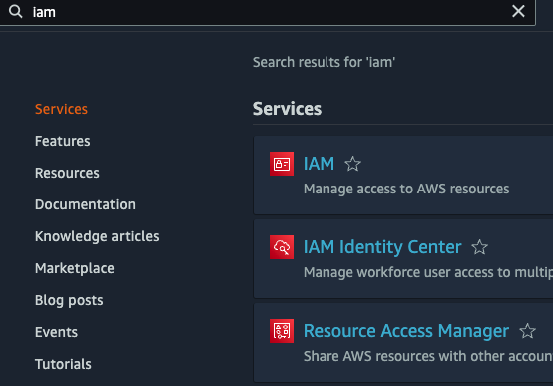 iam
Search results for 'iam'
Services
Features
Resources
Documentation
Knowledge articles
Marketplace
Blog posts
Events
Tutorials
Services
IAM
Manage access to AWS resources
IAM Identity Center
Manage workforce user access to multip
Resource Access Manager
Share AWS resources with other accoun